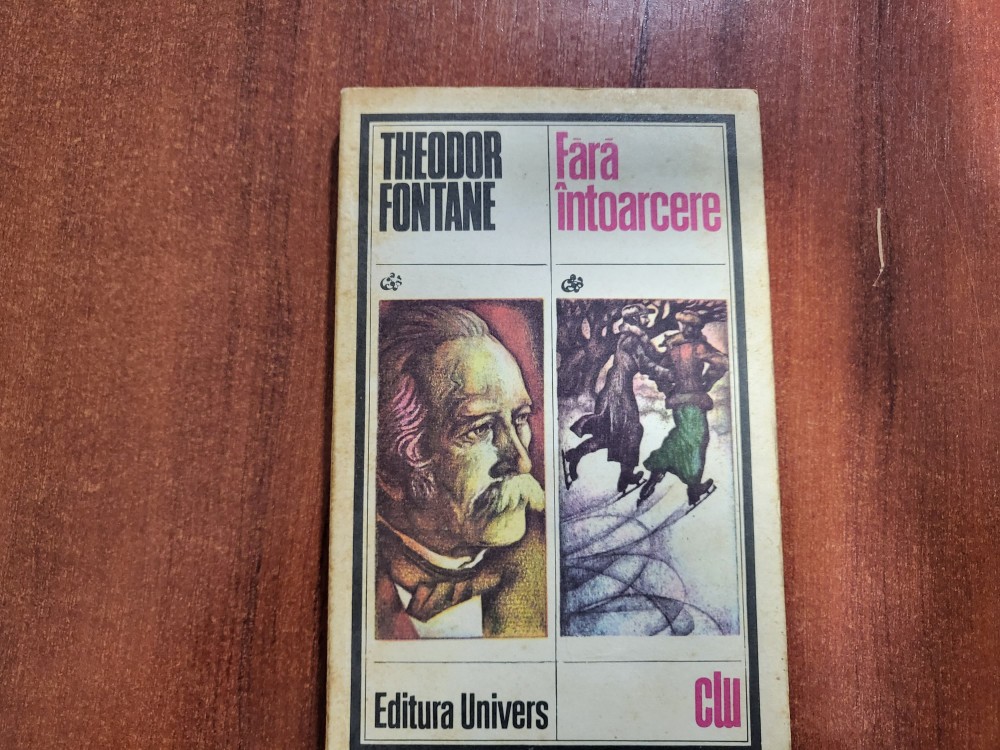 THEODOR
FONTANE
Fără
întoarcere
Editura Univers
clu